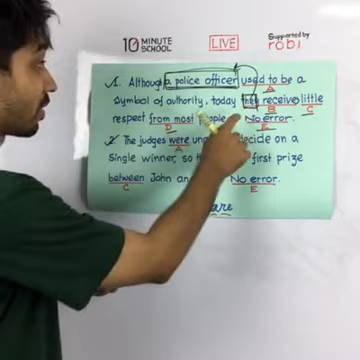 10 MINUTE SCHOOL
LIVE
Supported by
robi
1. Although a police officer used to be a
A
Symbol of authority, today they receive little
B C
respect from most No error.
D E
2. The judges were decide on a
A
Single winner, so first prize
between John No error.
C E
are